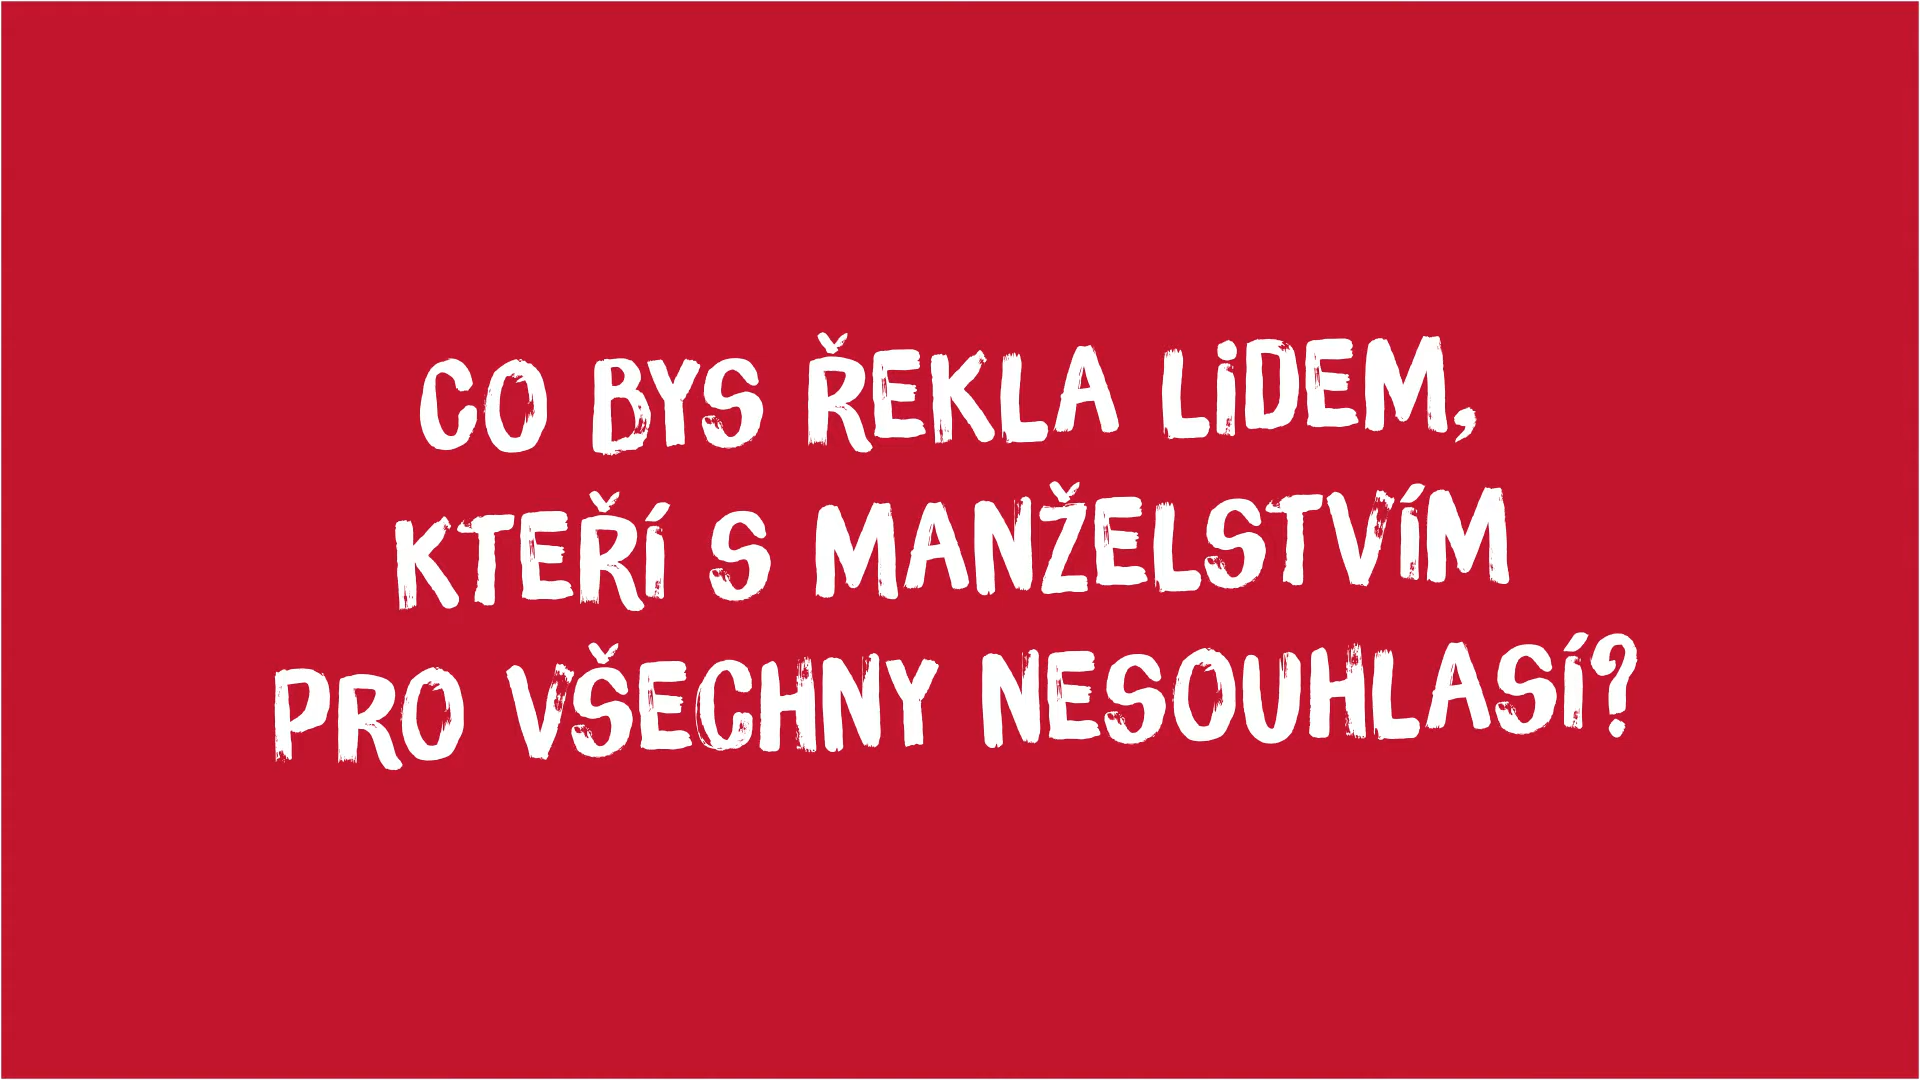 CO BYS ŘEKLA LIDEM,
KTEŘÍ S MANŽELSTVÍM
PRO VŠECHNY NESOUHLASÍ?